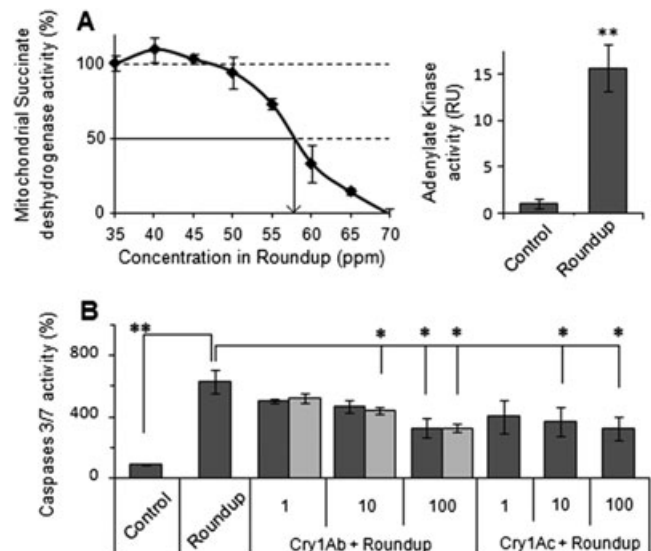 A
Mitochondrial Succinate
deshydrogenase activity (%)
100
50
0
35 40 45 50 55 60 65 70
Concentration in Roundup (ppm)
Adenylate Kinase
activity (RU)
15
10
5
0
**
Control Roundup
B
Caspases 3/7 activity (%)
800
400
0
** * * * * *
Control Roundup 1 10 100 1 10 100
Cry1Ab + Roundup Cry1Ac + Roundup